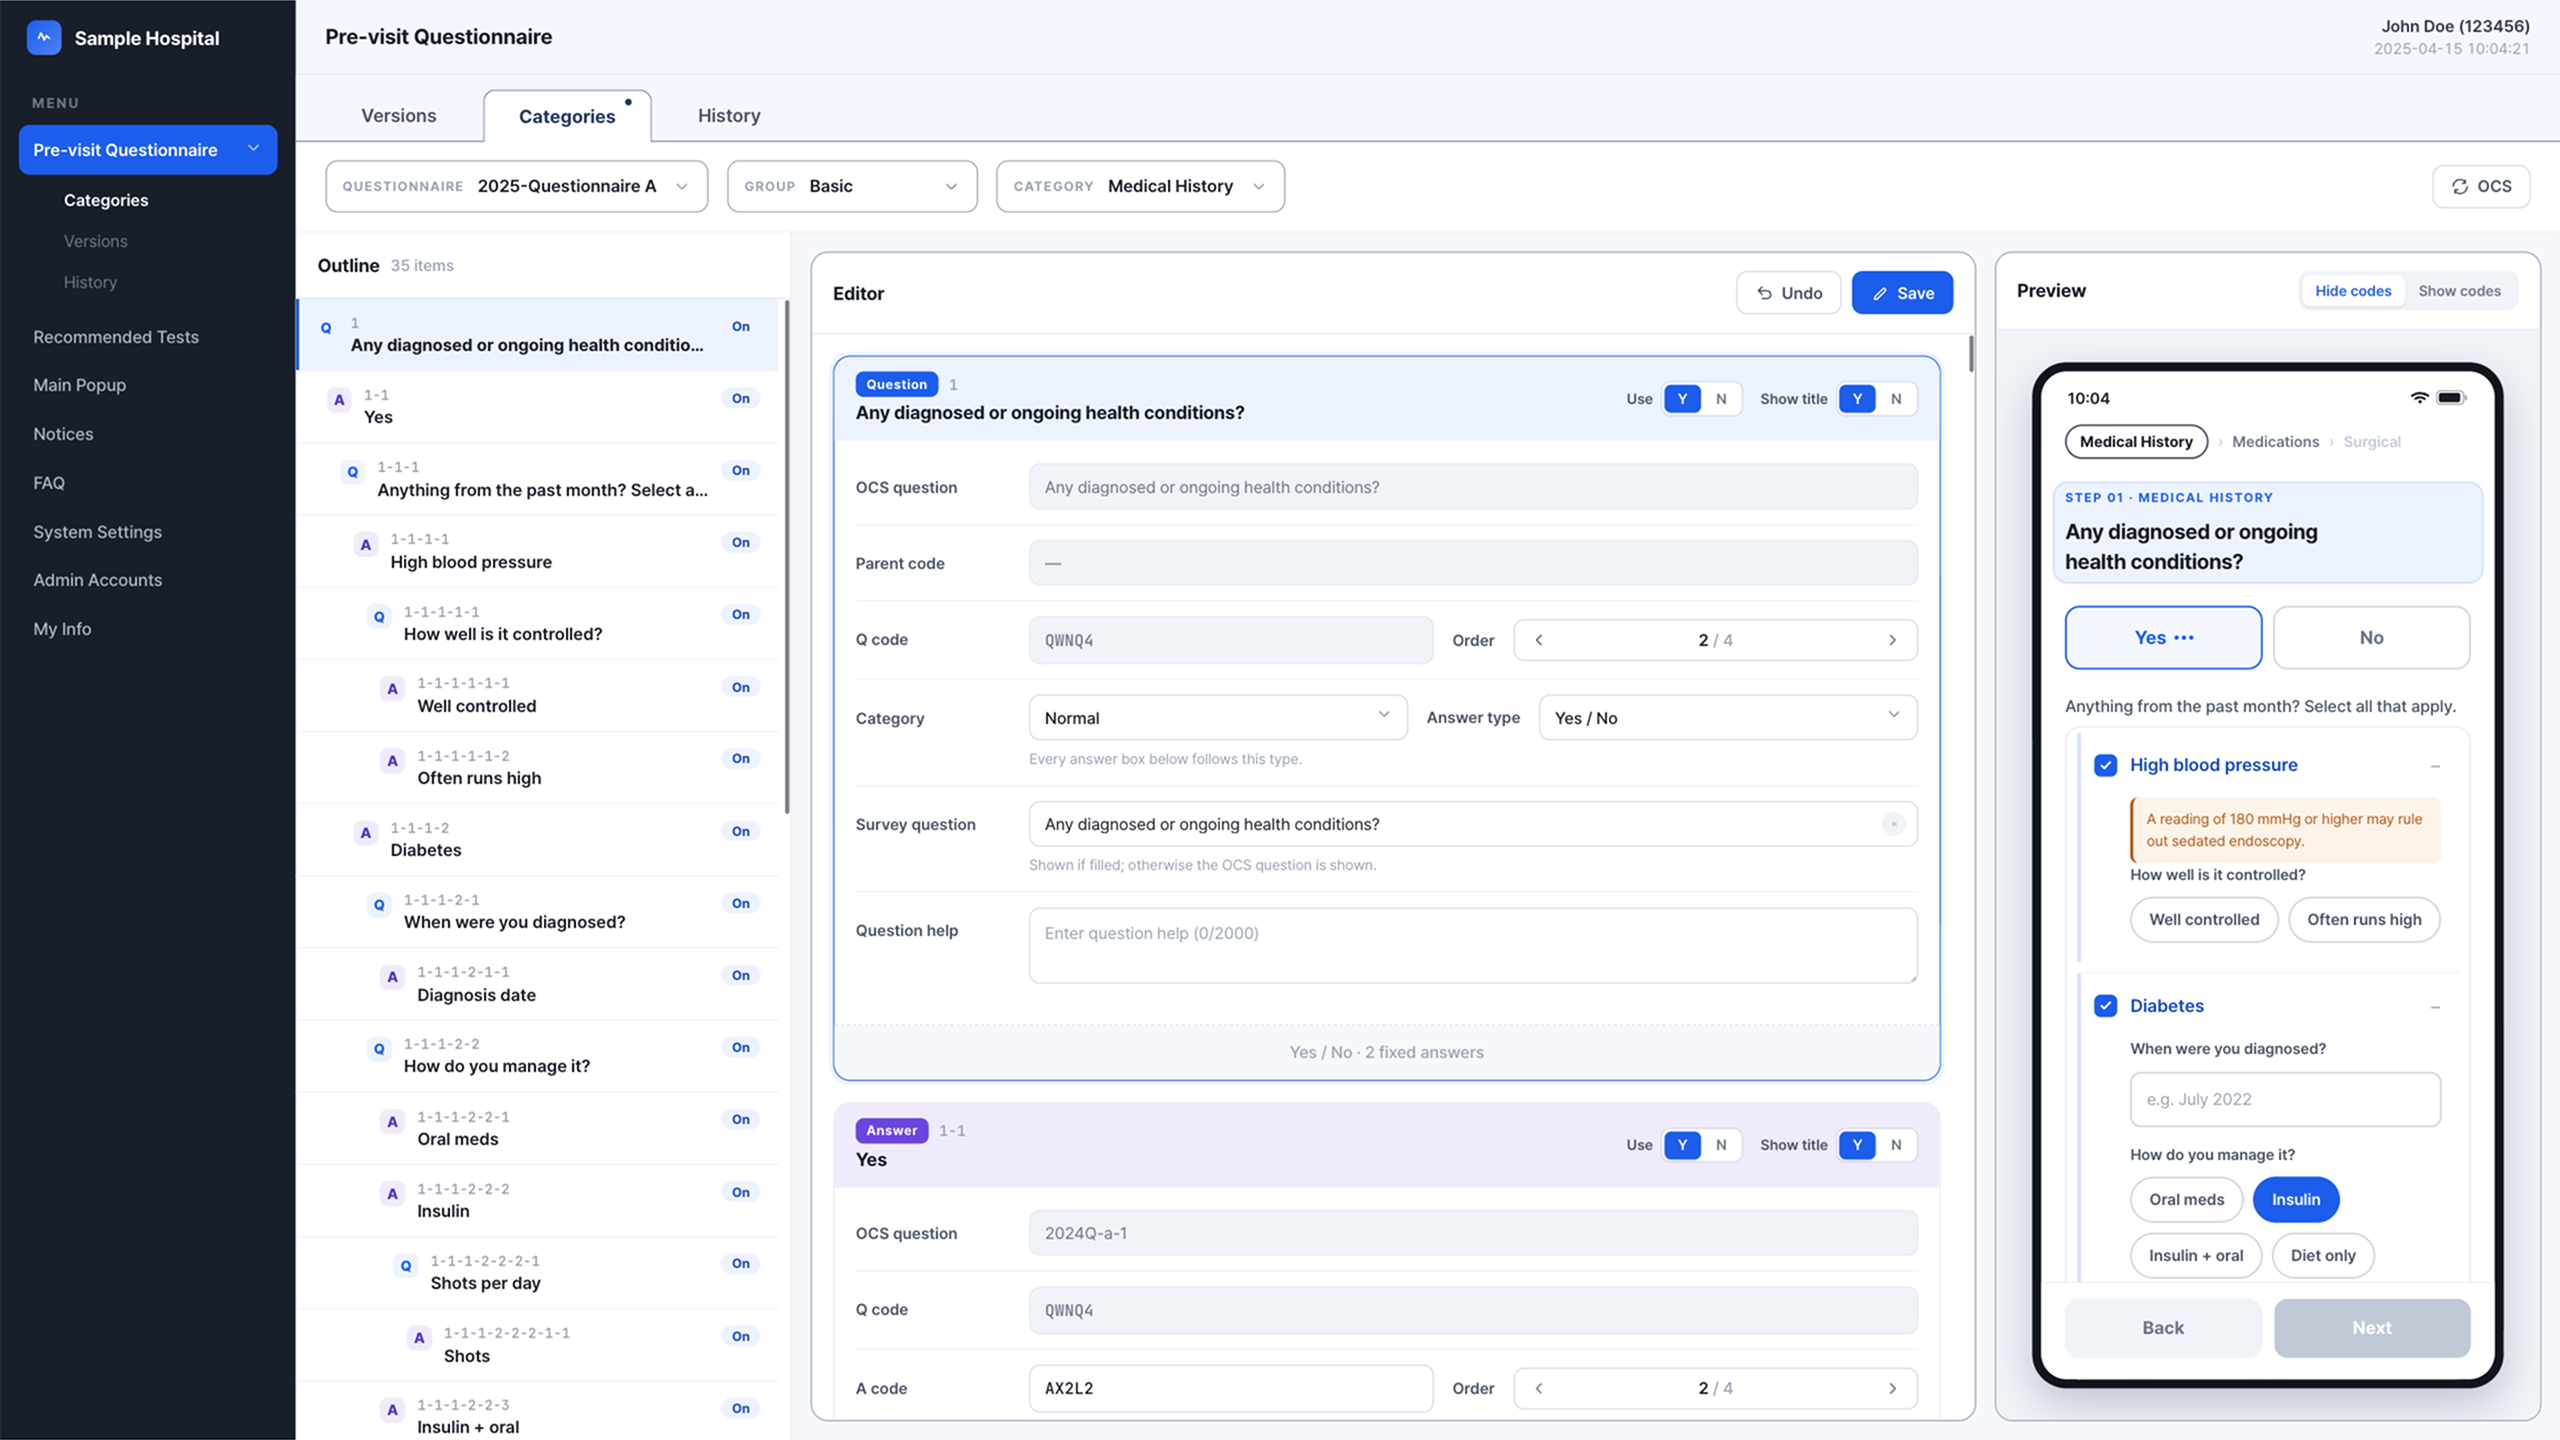 Sample Hospital
MENU
Pre-visit Questionnaire
Categories
Versions
History
Recommended Tests
Main Popup
Notices
FAQ
System Settings
Admin Accounts
My Info
Pre-visit Questionnaire
John Doe (123456)
2025-04-15 10:04:21
Versions
Categories
History
QUESTIONNAIRE 2025-Questionnaire A
GROUP Basic
CATEGORY Medical History
OCS
Outline 35 items
Q 1 On
Any diagnosed or ongoing health conditio...
A 1-1 On
Yes
Q 1-1-1 On
Anything from the past month? Select a...
A 1-1-1-1 On
High blood pressure
Q 1-1-1-1-1 On
How well is it controlled?
A 1-1-1-1-1-1 On
Well controlled
A 1-1-1-1-1-2 On
Often runs high
A 1-1-1-2 On
Diabetes
Q 1-1-1-2-1 On
When were you diagnosed?
A 1-1-1-2-1-1 On
Diagnosis date
Q 1-1-1-2-2 On
How do you manage it?
A 1-1-1-2-2-1 On
Oral meds
A 1-1-1-2-2-2 On
Insulin
Q 1-1-1-2-2-2-1 On
Shots per day
A 1-1-1-2-2-2-1-1 On
Shots
A 1-1-1-2-2-3 On
Insulin + oral
Editor
Undo
Save
Question 1
Any diagnosed or ongoing health conditions?
Use Y N Show title Y N
OCS question Any diagnosed or ongoing health conditions?
Parent code —
Q code QWNQ4 Order 2 / 4
Category Normal Answer type Yes / No
Every answer box below follows this type.
Survey question Any diagnosed or ongoing health conditions?
Shown if filled; otherwise the OCS question is shown.
Question help Enter question help (0/2000)
Yes / No · 2 fixed answers
Answer 1-1
Yes
Use Y N Show title Y N
OCS question 2024Q-a-1
Q code QWNQ4
A code AX2L2 Order 2 / 4
Preview
Hide codes Show codes
10:04
Medical History › Medications › Surgical
STEP 01 · MEDICAL HISTORY
Any diagnosed or ongoing
health conditions?
Yes ••• No
Anything from the past month? Select all that apply.
High blood pressure –
A reading of 180 mmHg or higher may rule
out sedated endoscopy.
How well is it controlled?
Well controlled Often runs high
Diabetes –
When were you diagnosed?
e.g. July 2022
How do you manage it?
Oral meds Insulin
Insulin + oral Diet only
Back Next